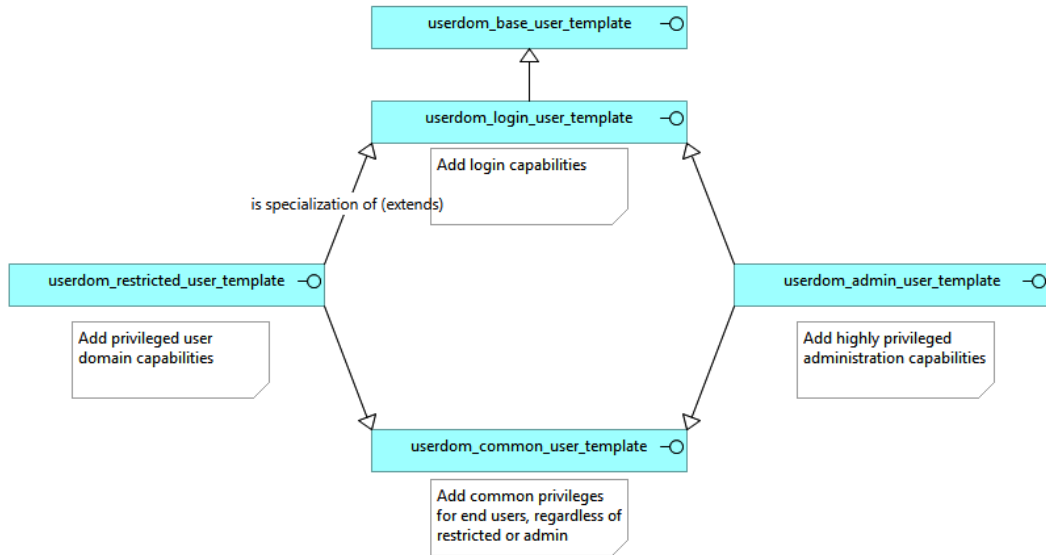 userdom_base_user_template
userdom_login_user_template
Add login capabilities
is specialization of (extends)
userdom_restricted_user_template
userdom_admin_user_template
Add privileged user
domain capabilities
Add highly privileged
administration capabilities
userdom_common_user_template
Add common privileges
for end users, regardless of
restricted or admin